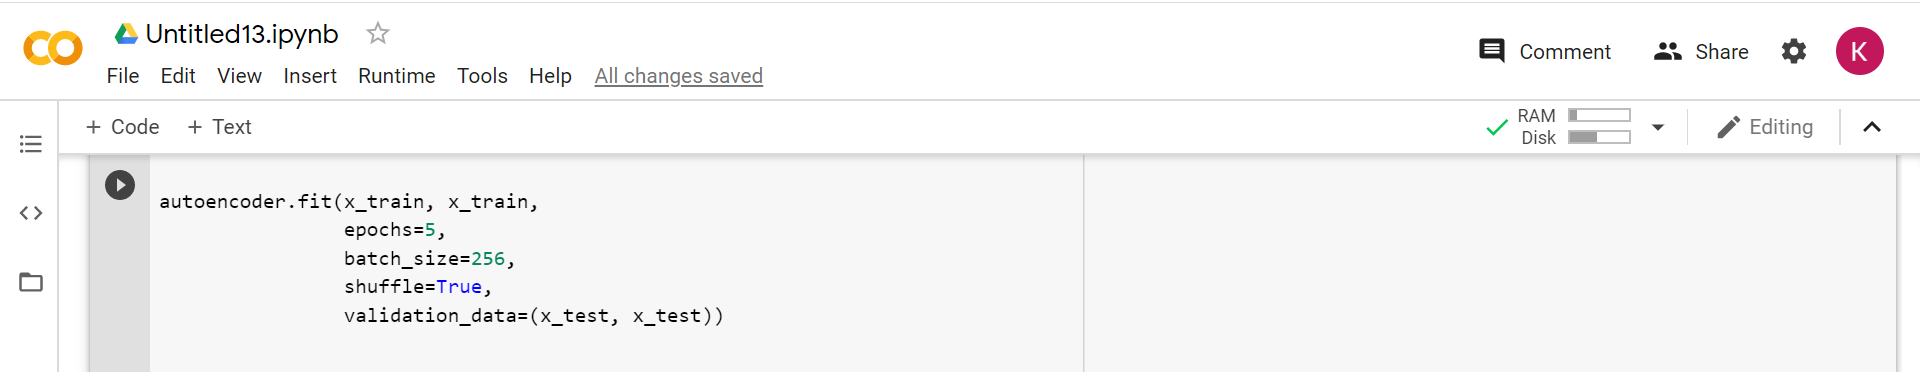 Untitled13.ipynb
File Edit View Insert Runtime Tools Help All changes saved
Comment Share K
+ Code + Text
RAM
Disk
Editing
autoencoder.fit(x_train, x_train,
epochs=5,
batch_size=256,
shuffle=True,
validation_data=(x_test, x_test))